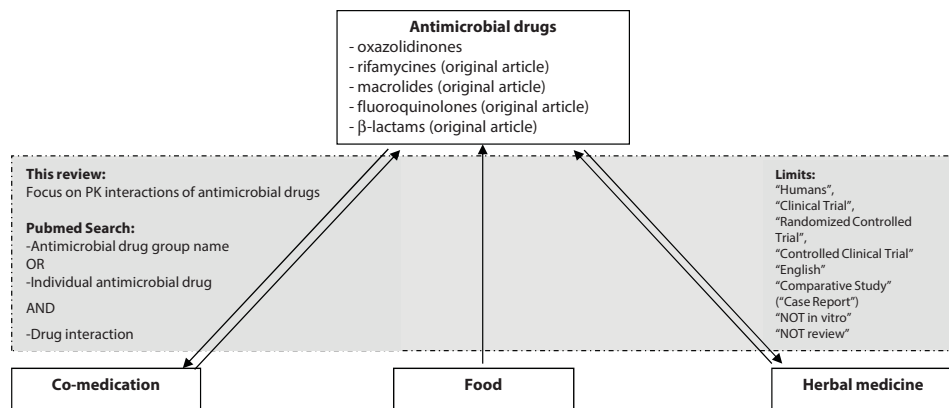 Antimicrobial drugs
- oxazolidinones
- rifamycines (original article)
- macrolides (original article)
- fluoroquinolones (original article)
- β-lactams (original article)
This review:
Focus on PK interactions of antimicrobial drugs
Pubmed Search:
-Antimicrobial drug group name
OR
-Individual antimicrobial drug
AND
-Drug interaction
Limits:
“Humans”,
“Clinical Trial”,
“Randomized Controlled
Trial”,
“Controlled Clinical Trial”
“English”
“Comparative Study”
(“Case Report”)
“NOT in vitro”
“NOT review”
Co-medication
Food
Herbal medicine